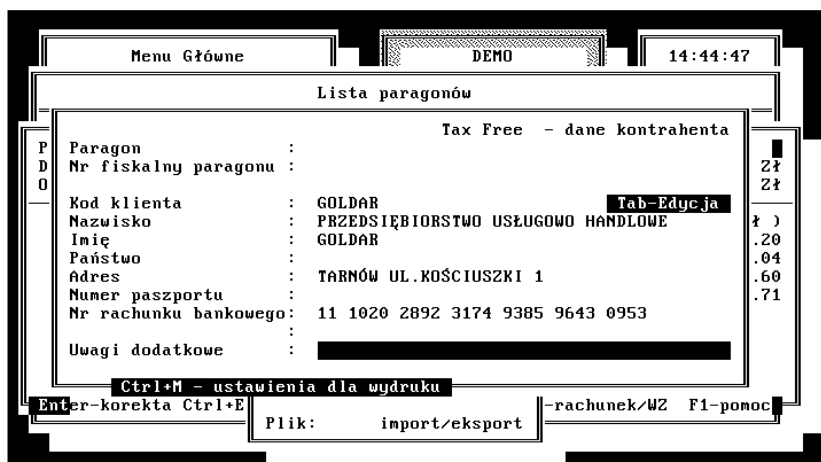 Menu Główne
DEMO
14:44:47
Lista paragonów
Tax Free - dane kontrahenta
P
Paragon :
D
Nr fiskalny paragonu :
Zł
O
Zł
Kod klienta : GOLDAR
Tab-Edycja
Nazwisko : PRZEDSIĘBIORSTWO USŁUGOWO HANDLOWE
ł )
Imię : GOLDAR
.20
Państwo :
.04
Adres : TARNÓW UL.KOŚCIUSZKI 1
.60
Numer paszportu :
.71
Nr rachunku bankowego: 11 1020 2892 3174 9385 9643 0953
:
Uwagi dodatkowe :
Ctrl+M - ustawienia dla wydruku
Enter-korekta Ctrl+E
-rachunek/WZ F1-pomoc
Plik: import/eksport